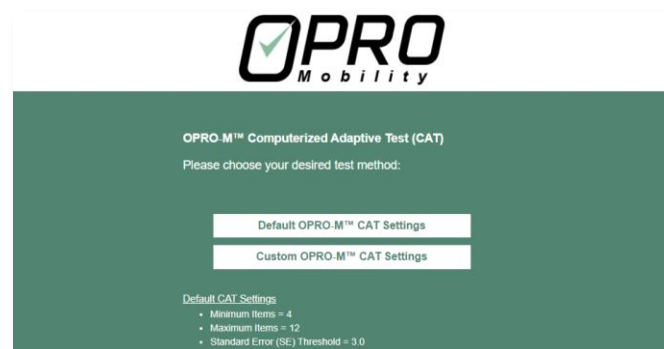 OPRO
Mobility
OPRO-M™ Computerized Adaptive Test (CAT)
Please choose your desired test method:
Default OPRO-M™ CAT Settings
Custom OPRO-M™ CAT Settings
Default CAT Settings
• Minimum Items = 4
• Maximum Items = 12
• Standard Error (SE) Threshold = 3.0